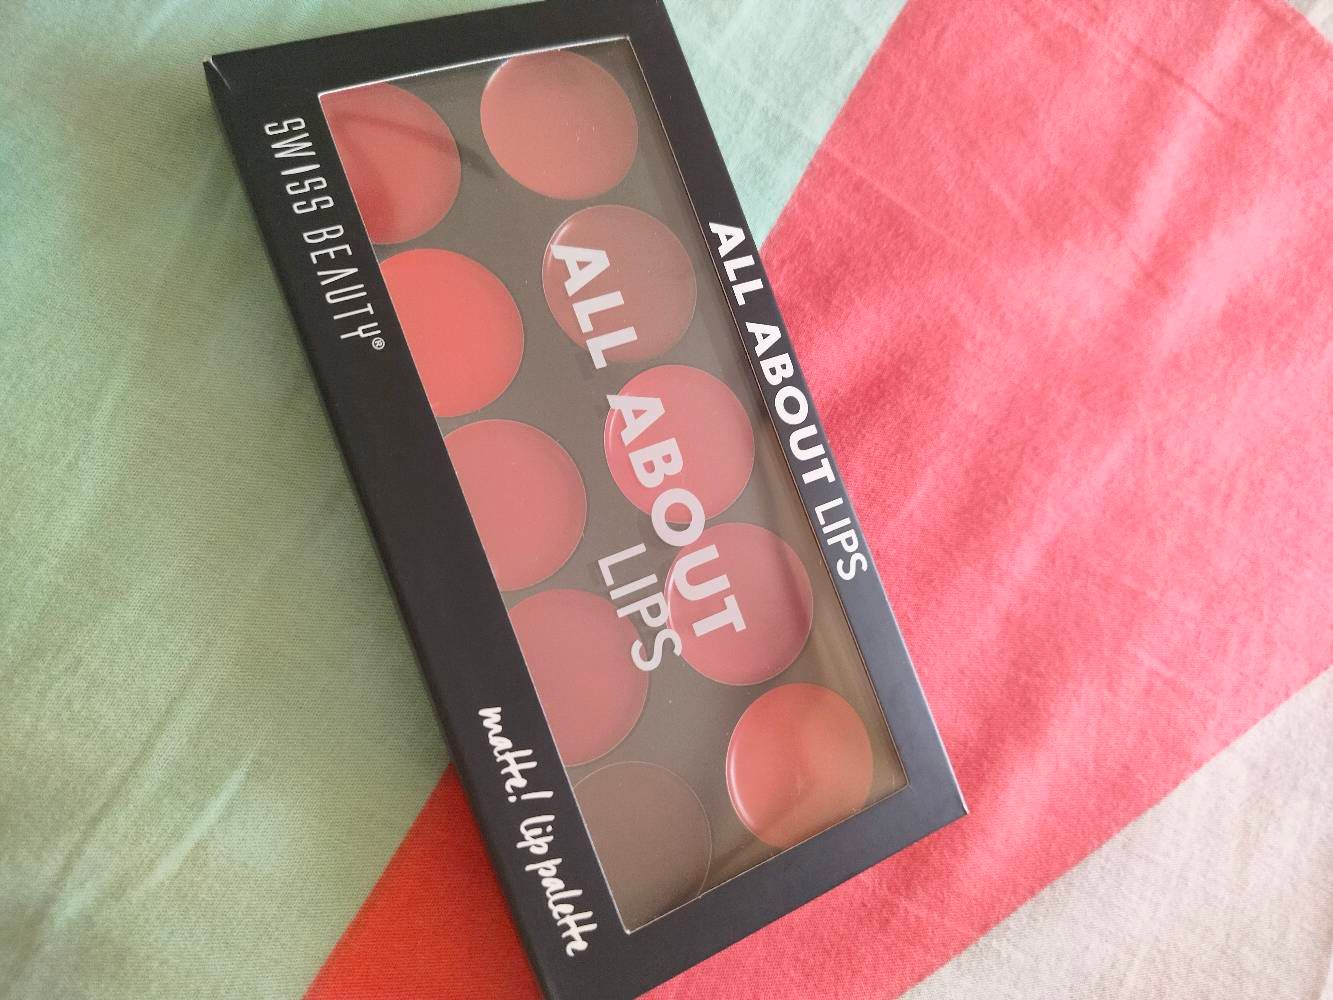 SWISS BEAUTY®
ALL ABOUT
LIPS
ALL ABOUT LIPS
matte! lip palette